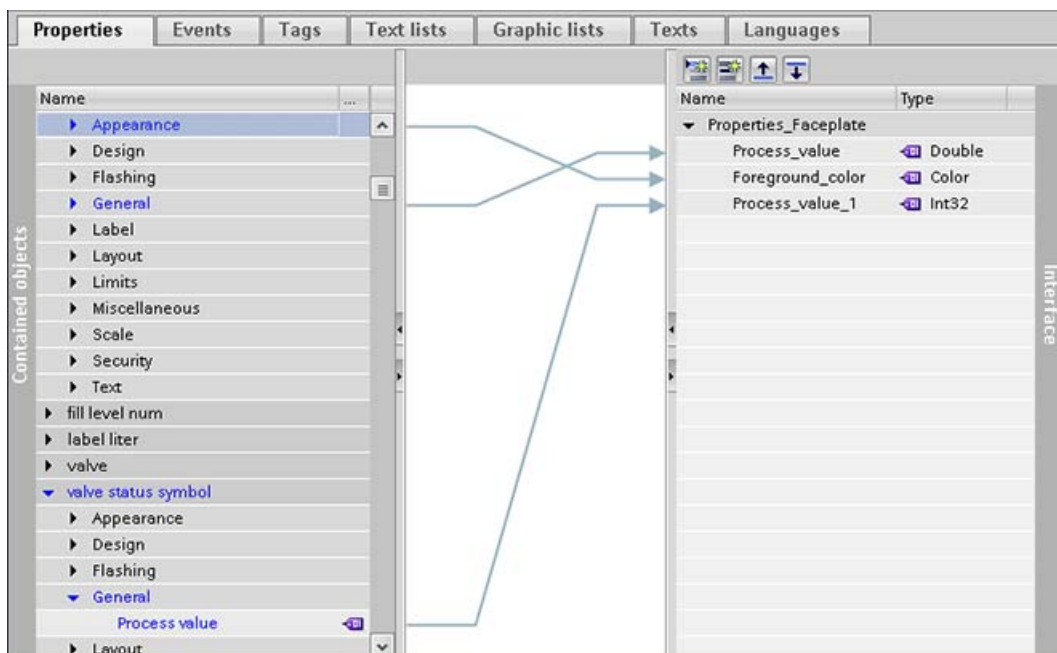 Properties Events Tags Text lists Graphic lists Texts Languages
Contained objects
Name ...
Appearance
Design
Flashing
General
Label
Layout
Limits
Miscellaneous
Scale
Security
Text
fill level num
label liter
valve
valve status symbol
Appearance
Design
Flashing
General
Process value
Layout
Name Type
Properties_Faceplate
Process_value Double
Foreground_color Color
Process_value_1 Int32
Interface